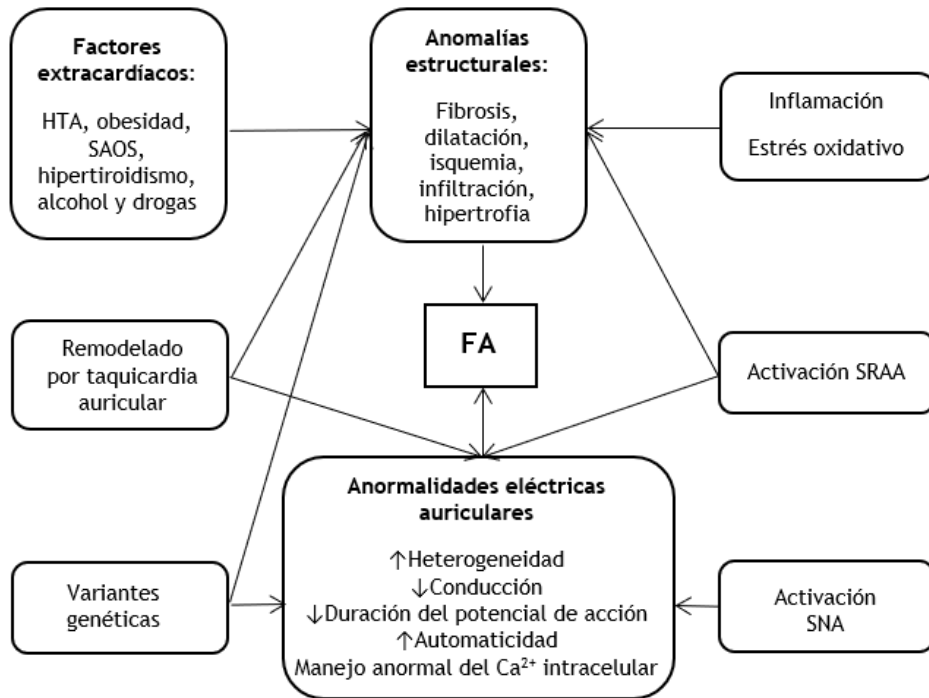 Factores
extracardíacos:
HTA, obesidad,
SAOS,
hipertiroidismo,
alcohol y drogas
Anomalías
estructurales:
Fibrosis,
dilatación,
isquemia,
infiltración,
hipertrofia
Inflamación
Estrés oxidativo
Remodelado
por taquicardia
auricular
FA
Activación SRAA
Variantes
genéticas
Anormalidades eléctricas
auriculares
↑Heterogeneidad
↓Conducción
↓Duración del potencial de acción
↑Automaticidad
Manejo anormal del Ca²⁺ intracelular
Activación
SNA